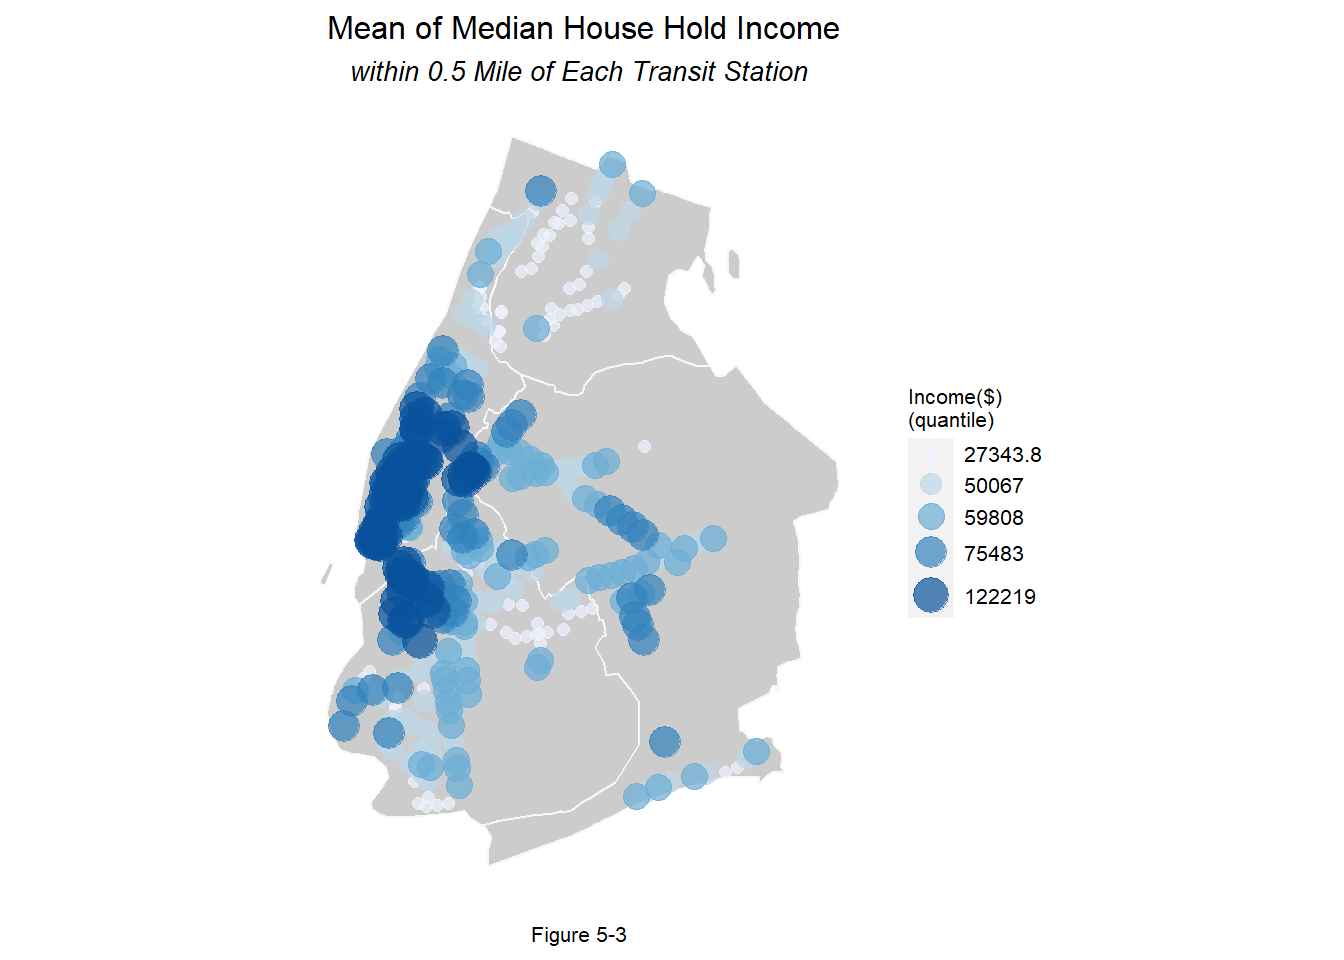 Mean of Median House Hold Income
within 0.5 Mile of Each Transit Station
Income($)
(quantile)
27343.8
50067
59808
75483
122219
Figure 5-3